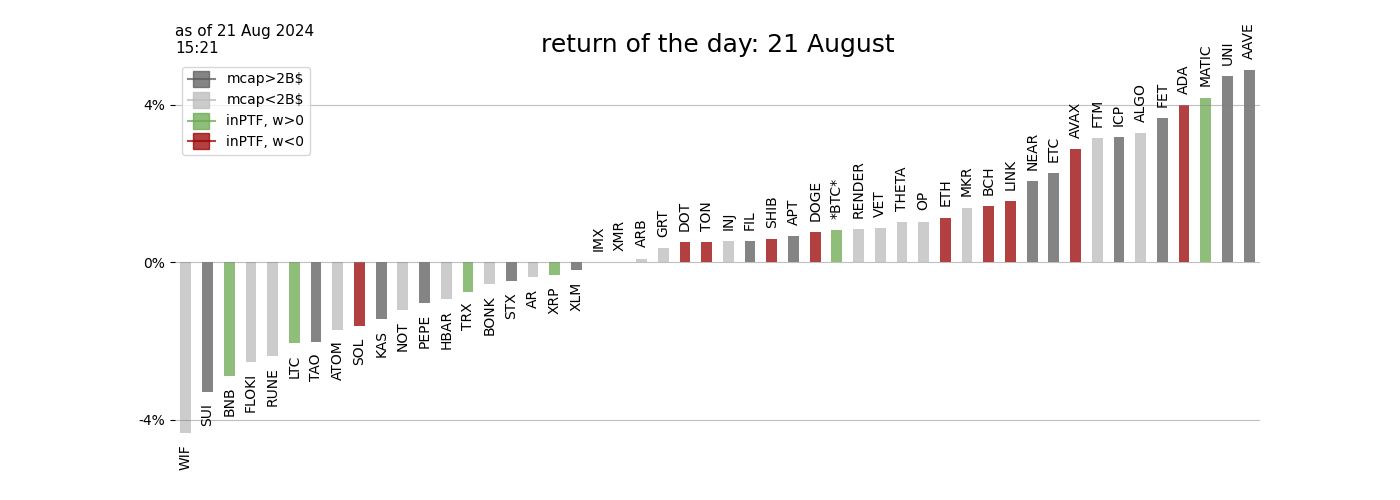 as of 21 Aug 2024
15:21
return of the day: 21 August
mcap>2B$
mcap<2B$
inPTF, w>0
inPTF, w<0
4%
0%
-4%
WIF
SUI
BNB
FLOKI
RUNE
LTC
TAO
ATOM
SOL
KAS
NOT
PEPE
HBAR
TRX
BONK
STX
AR
XRP
XLM
IMX
XMR
ARB
GRT
DOT
TON
INJ
FIL
SHIB
APT
DOGE
*BTC*
RENDER
VET
THETA
OP
ETH
MKR
BCH
LINK
NEAR
ETC
AVAX
FTM
ICP
ALGO
FET
ADA
MATIC
UNI
AAVE